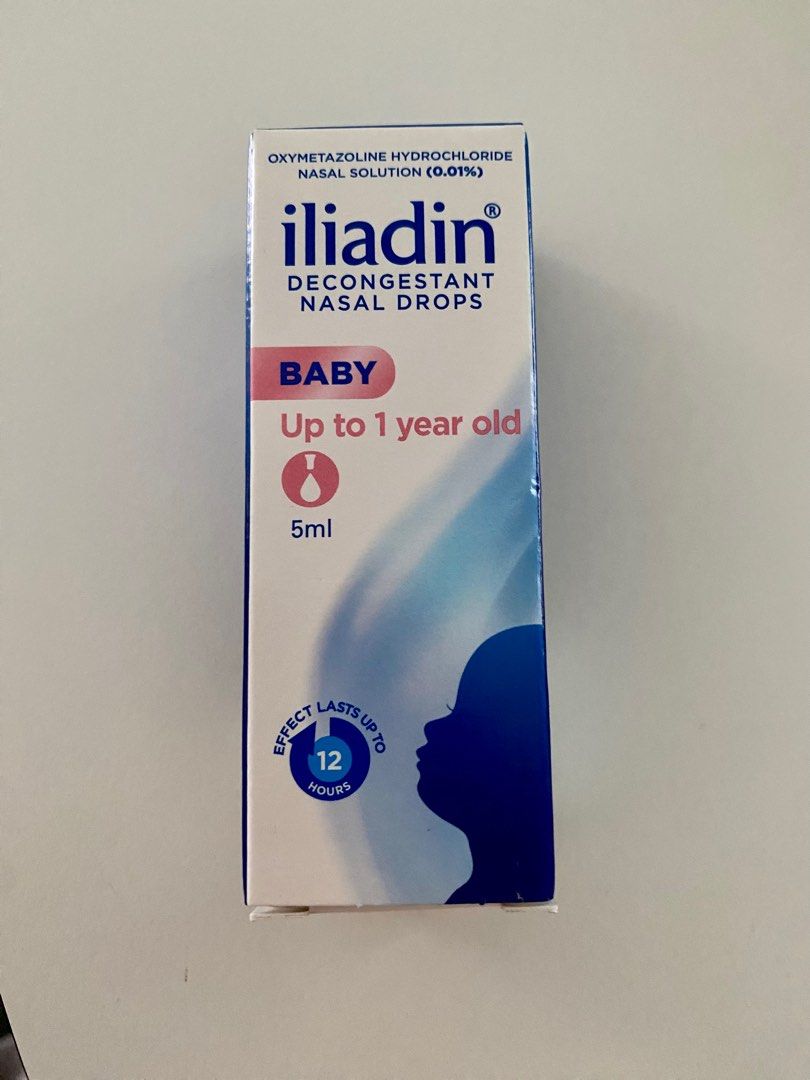 OXYMETAZOLINE HYDROCHLORIDE
NASAL SOLUTION (0.01%)
iliadin®
DECONGESTANT
NASAL DROPS
BABY
Up to 1 year old
5ml
EFFECT LASTS UP TO
12
HOURS